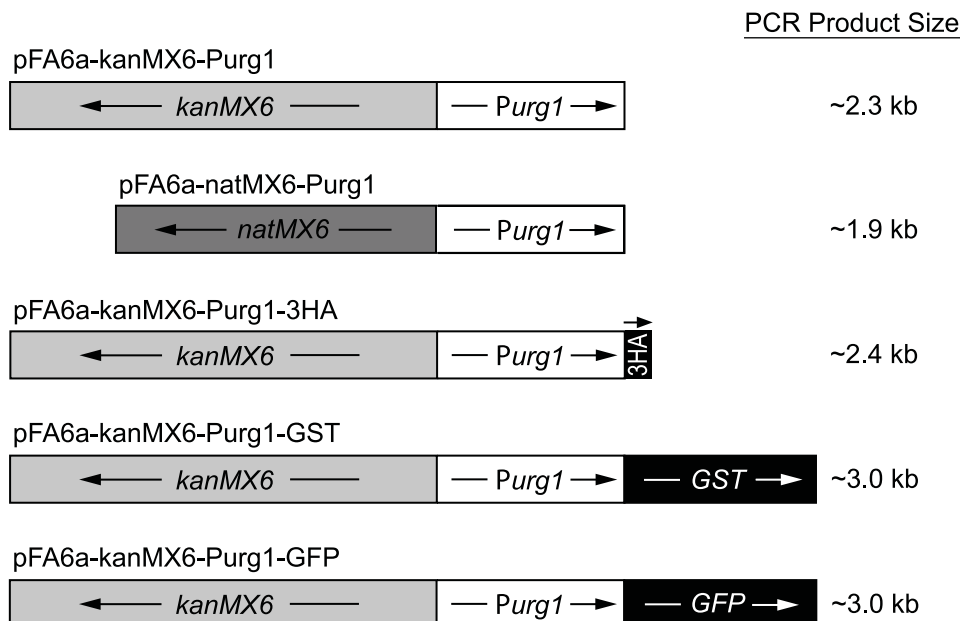 PCR Product Size
pFA6a-kanMX6-Purg1
kanMX6 Purg1 ~2.3 kb
pFA6a-natMX6-Purg1
natMX6 Purg1 ~1.9 kb
pFA6a-kanMX6-Purg1-3HA
kanMX6 Purg1 3HA ~2.4 kb
pFA6a-kanMX6-Purg1-GST
kanMX6 Purg1 GST ~3.0 kb
pFA6a-kanMX6-Purg1-GFP
kanMX6 Purg1 GFP ~3.0 kb